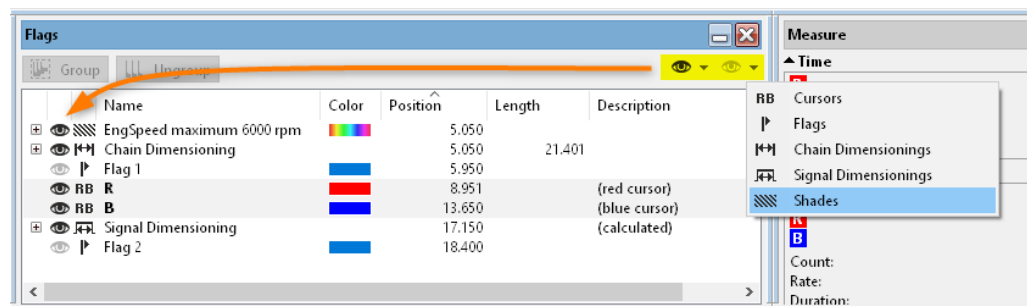 Flags
Measure
Group Ungroup
Time
Name Color Position Length Description
EngSpeed maximum 6000 rpm 5.050
Chain Dimensioning 5.050 21.401
Flag 1 5.950
RB R 8.951 (red cursor)
RB B 13.650 (blue cursor)
Signal Dimensioning 17.150 (calculated)
Flag 2 18.400
RB Cursors
Flags
Chain Dimensionings
Signal Dimensionings
Shades
B
Count:
Rate:
Duration: